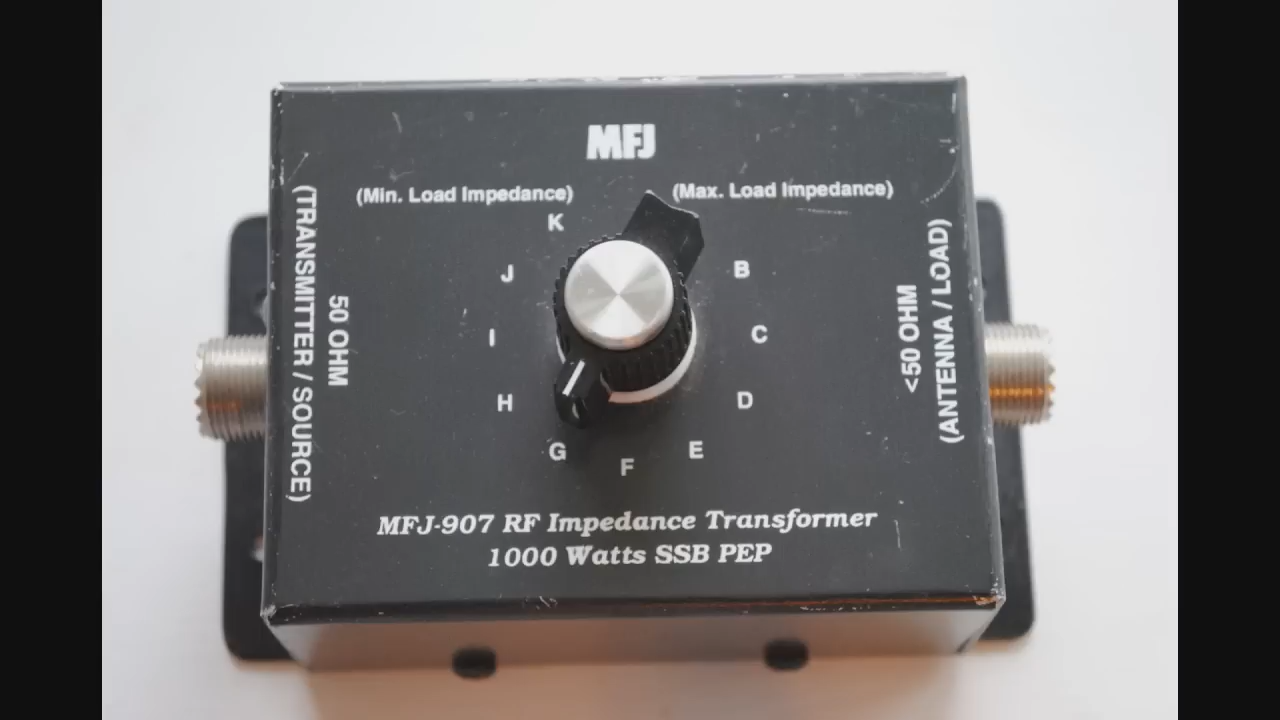 MFJ
(Min. Load Impedance)
(Max. Load Impedance)
K
J
B
I
C
H
D
G
F
E
(TRANSMITTER / SOURCE)
50 OHM
<50 OHM
(ANTENNA / LOAD)
MFJ-907 RF Impedance Transformer
1000 Watts SSB PEP